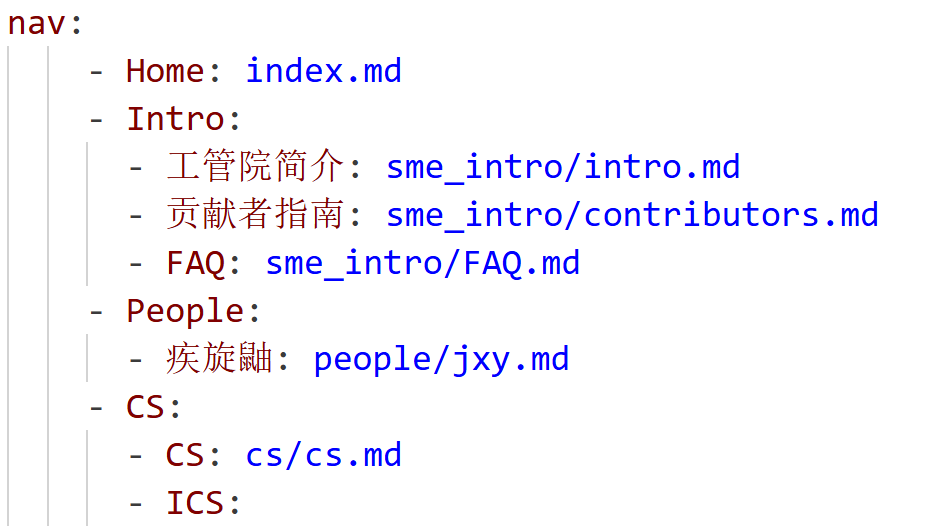 nav:
- Home: index.md
- Intro:
- 工管院简介: sme_intro/intro.md
- 贡献者指南: sme_intro/contributors.md
- FAQ: sme_intro/FAQ.md
- People:
- 疾旋鼬: people/jxy.md
- CS:
- CS: cs/cs.md
- ICS: